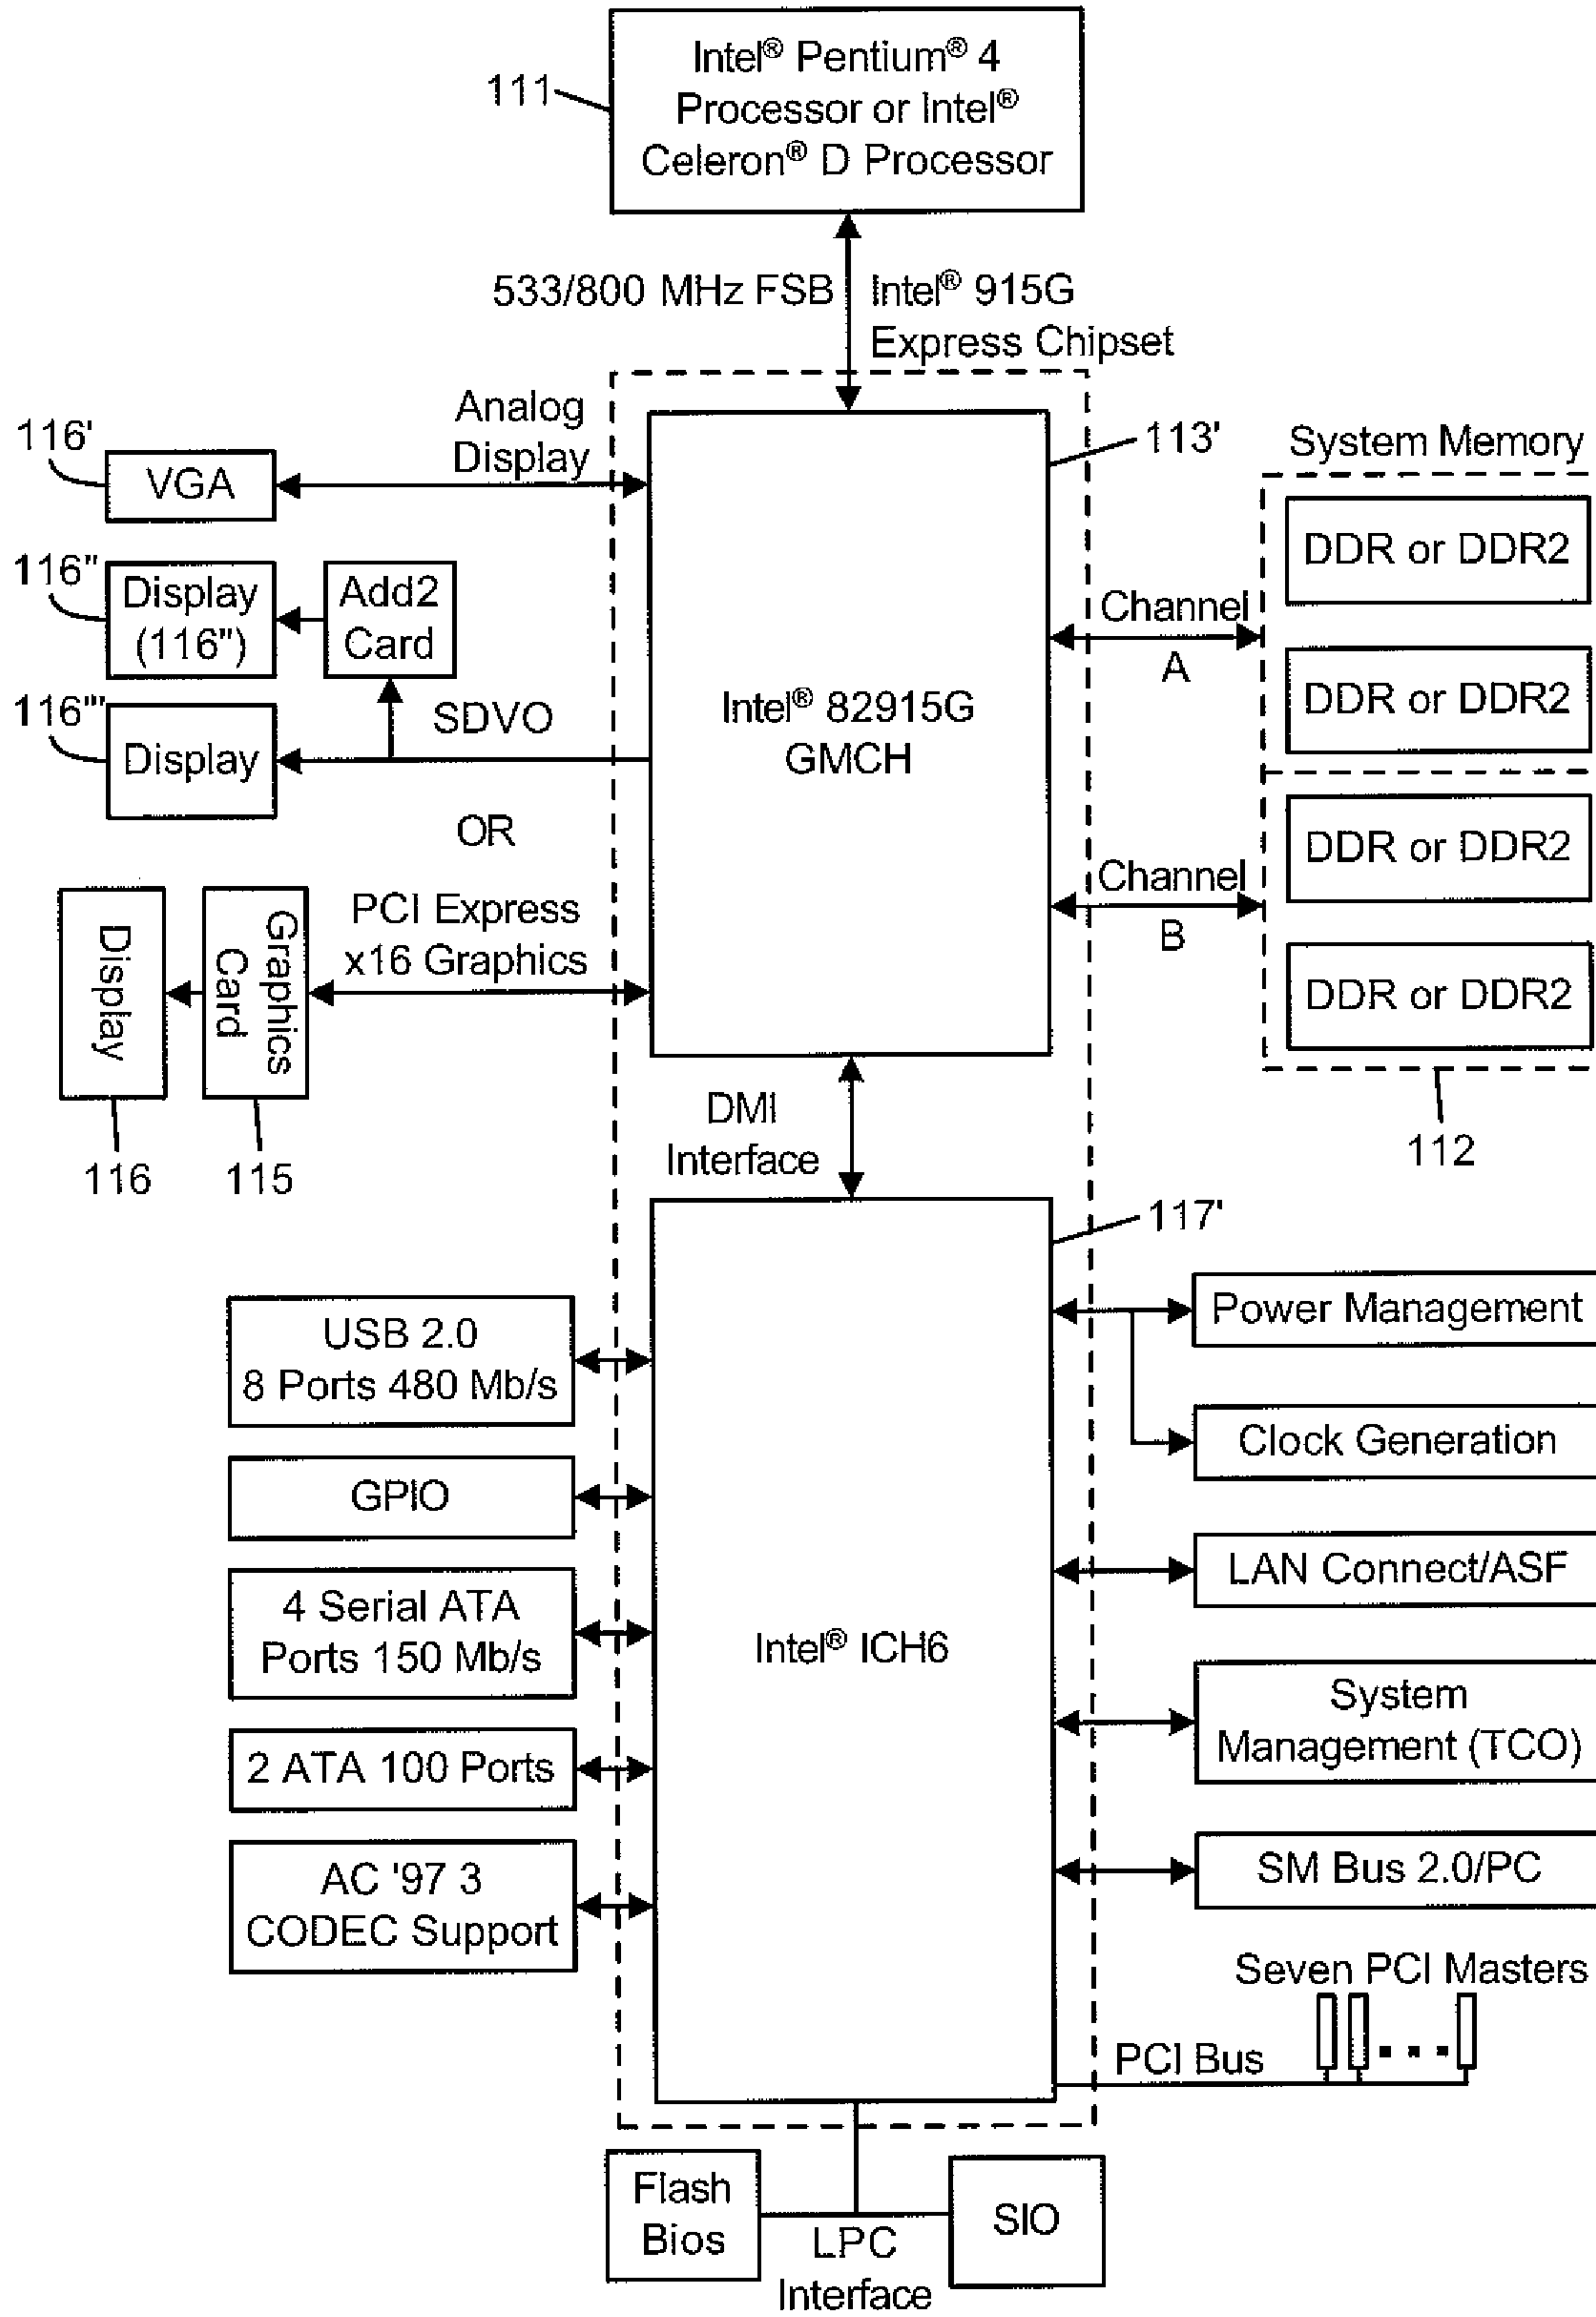 Intel® Pentium® 4
Processor or Intel®
Celeron® D Processor
111
533/800 MHz FSB
Intel® 915G
Express Chipset
Analog
Display
116'
VGA
113'
System Memory
DDR or DDR2
DDR or DDR2
DDR or DDR2
DDR or DDR2
116"
Display
(116")
Add2
Card
Channel
A
116'"
Display
SDVO
Intel® 82915G
GMCH
OR
Channel
B
PCI Express
x16 Graphics
Display
Graphics
Card
116
115
112
DMI
Interface
117'
USB 2.0
8 Ports 480 Mb/s
GPIO
4 Serial ATA
Ports 150 Mb/s
2 ATA 100 Ports
AC '97 3
CODEC Support
Intel® ICH6
Power Management
Clock Generation
LAN Connect/ASF
System
Management (TCO)
SM Bus 2.0/PC
Seven PCI Masters
PCI Bus
Flash
Bios
LPC
Interface
SIO